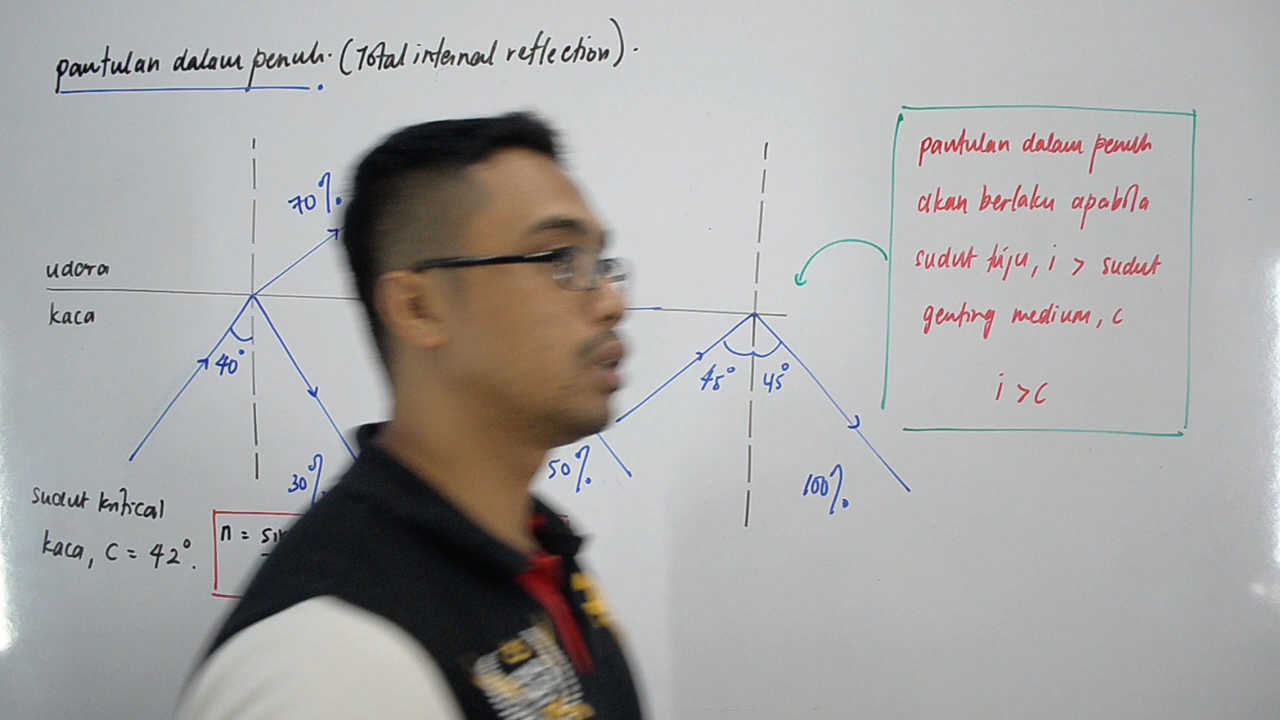 pantulan dalam penuh. (Total internal reflection).
70%
udara
kaca
40°
30%
50%
45° 45°
100%
sudut kritical
kaca, c = 42°.
n =
pantulan dalam penuh
akan berlaku apabila
sudut tuju, i > sudut
genting medium, c
i > c